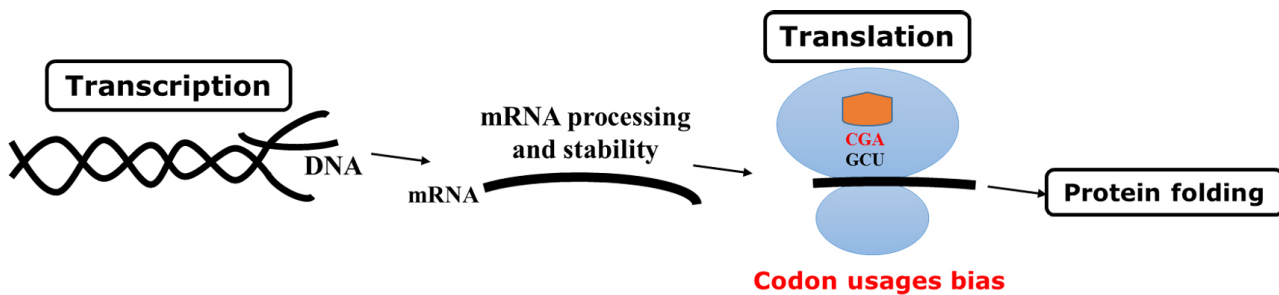 Transcription
DNA
mRNA processing
and stability
mRNA
Translation
CGA
GCU
Codon usages bias
Protein folding